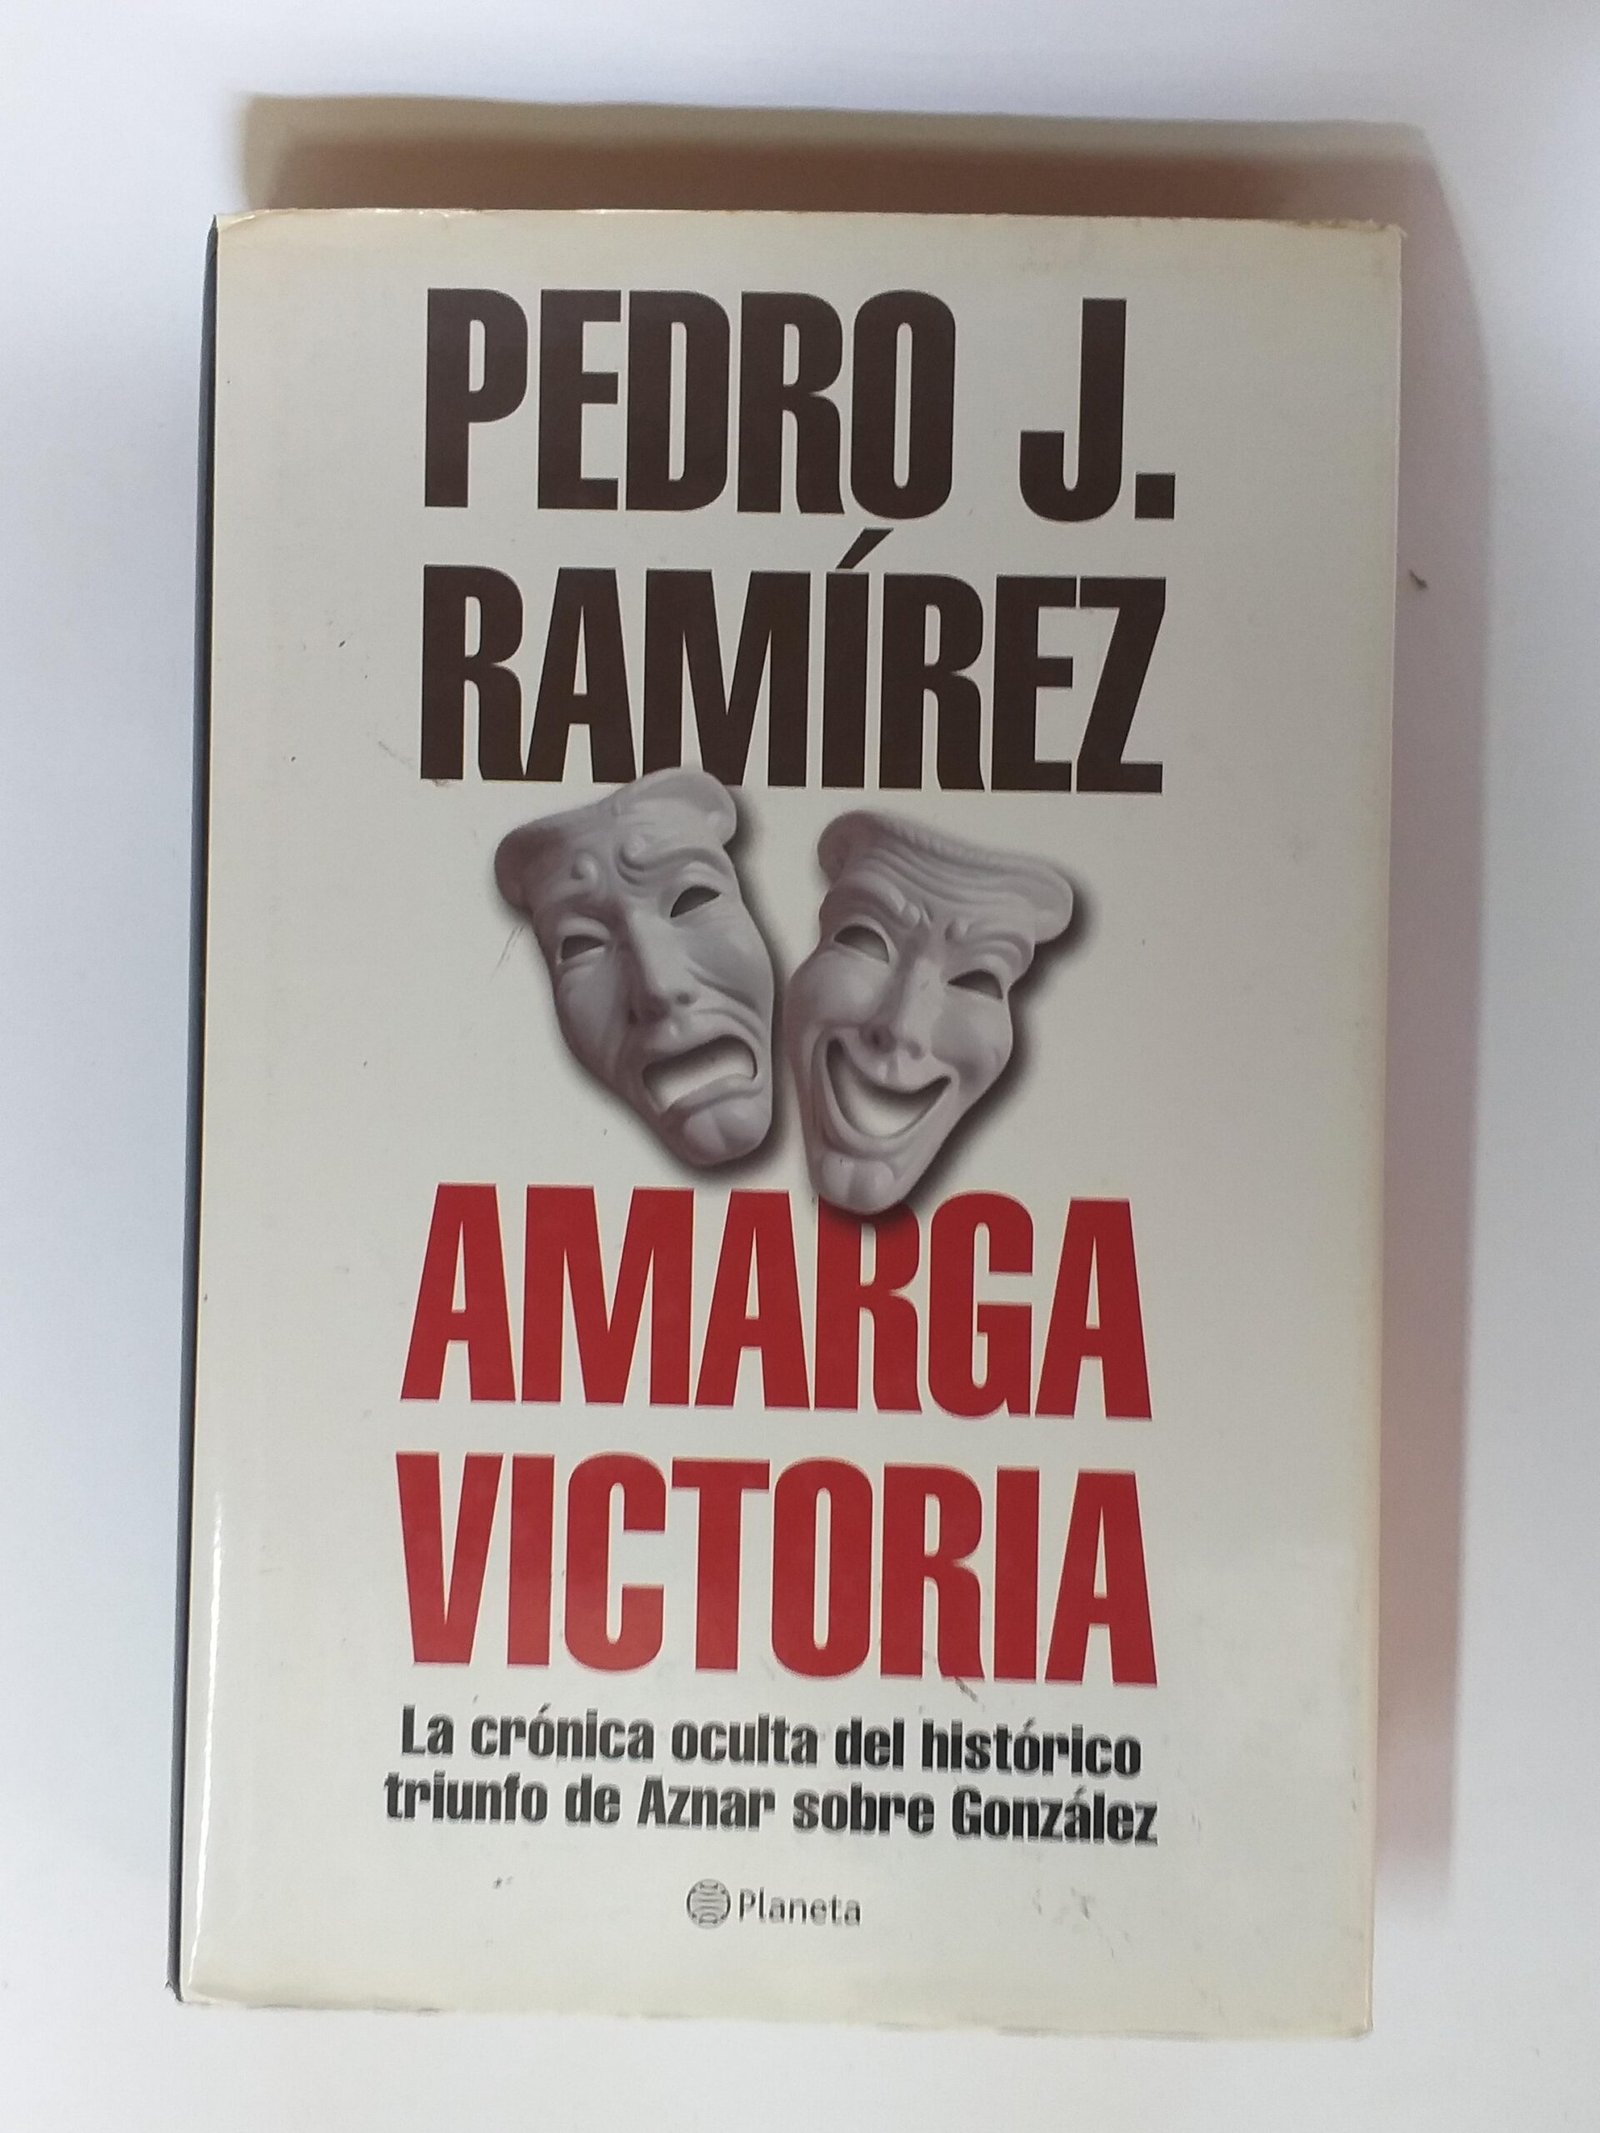 PEDRO J.
RAMÍREZ
AMARGA
VICTORIA
La crónica oculta del histórico
triunfo de Aznar sobre González
Planeta